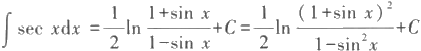 ∫ sec xdx = 1/2 ln (1+sin x)/(1-sin x) + C = 1/2 ln (1+sin x)²/(1-sin²x) + C